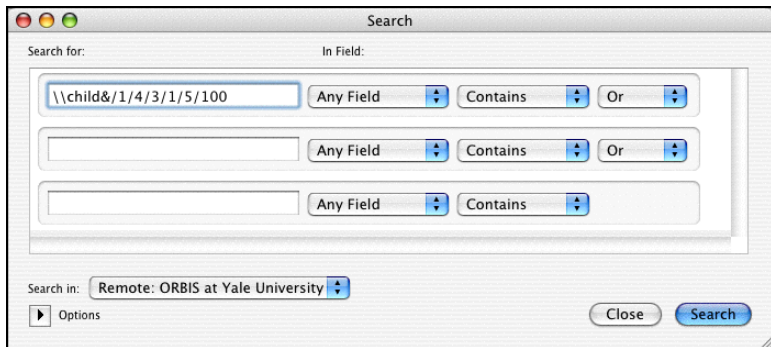 Search
Search for: In Field:
\\child&/1/4/3/1/5/100 Any Field Contains Or
Any Field Contains Or
Any Field Contains
Search in: Remote: ORBIS at Yale University
Options Close Search